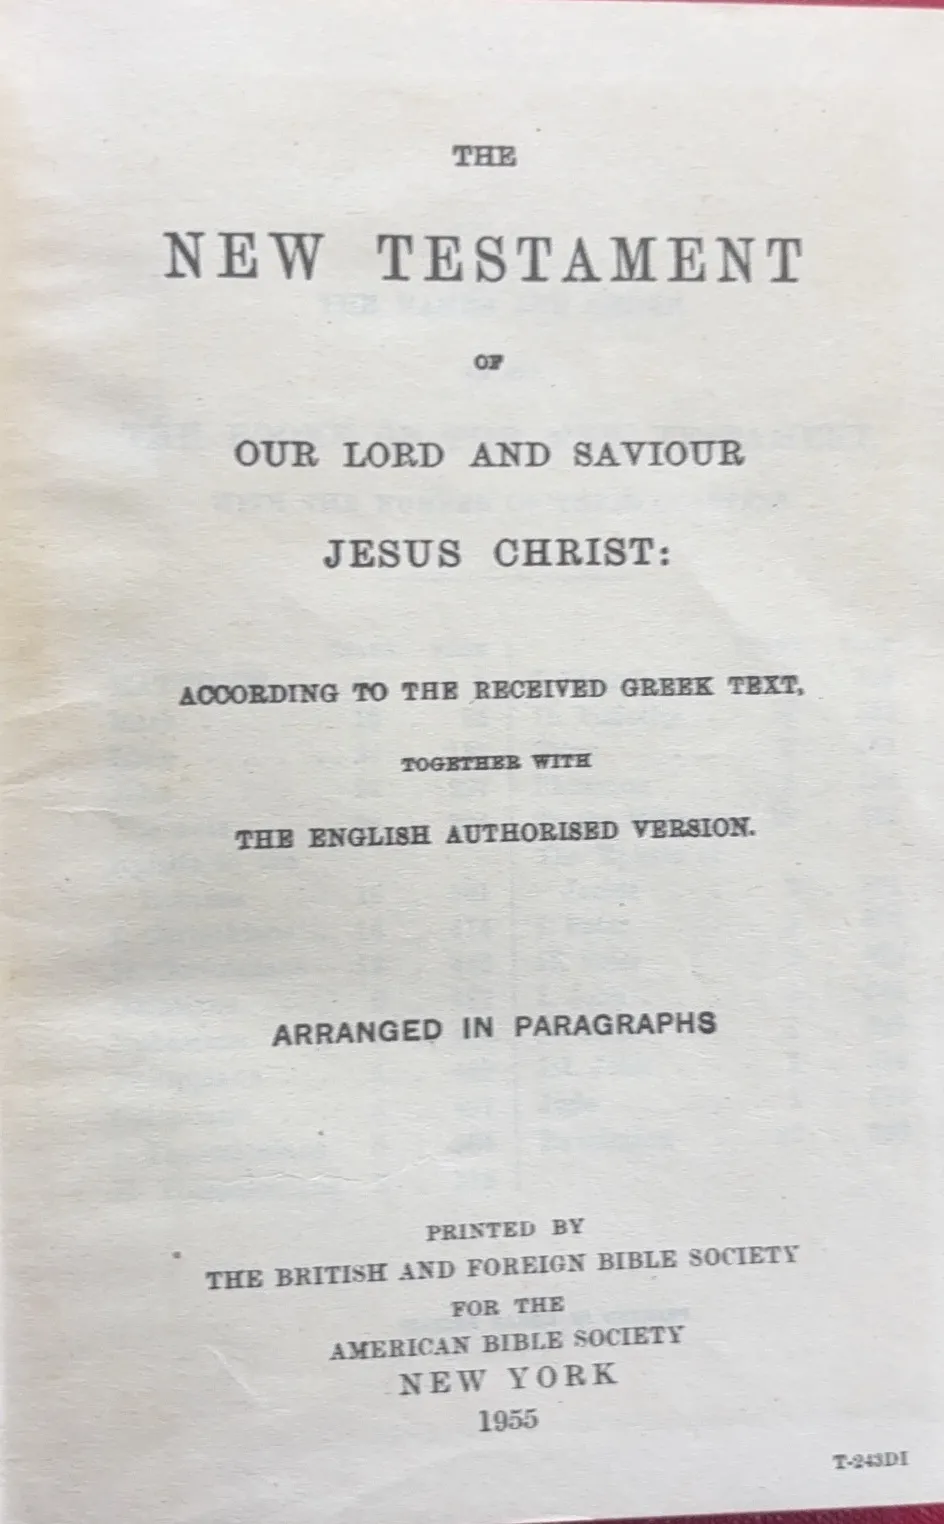 THE
NEW TESTAMENT
OF
OUR LORD AND SAVIOUR
JESUS CHRIST:
ACCORDING TO THE RECEIVED GREEK TEXT,
TOGETHER WITH
THE ENGLISH AUTHORISED VERSION.
ARRANGED IN PARAGRAPHS
PRINTED BY
THE BRITISH AND FOREIGN BIBLE SOCIETY
FOR THE
AMERICAN BIBLE SOCIETY
NEW YORK
1955
T-243DI